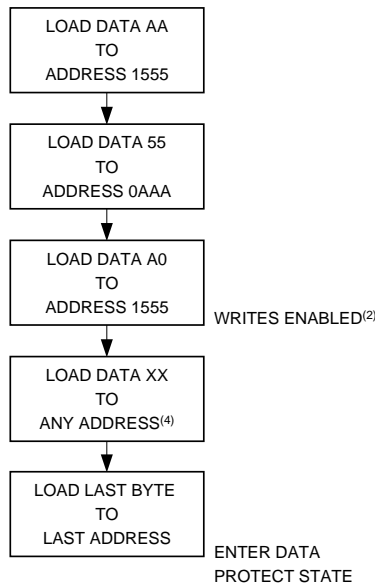 LOAD DATA AA
TO
ADDRESS 1555
LOAD DATA 55
TO
ADDRESS 0AAA
LOAD DATA A0
TO
ADDRESS 1555
WRITES ENABLED(2)
LOAD DATA XX
TO
ANY ADDRESS(4)
LOAD LAST BYTE
TO
LAST ADDRESS
ENTER DATA
PROTECT STATE